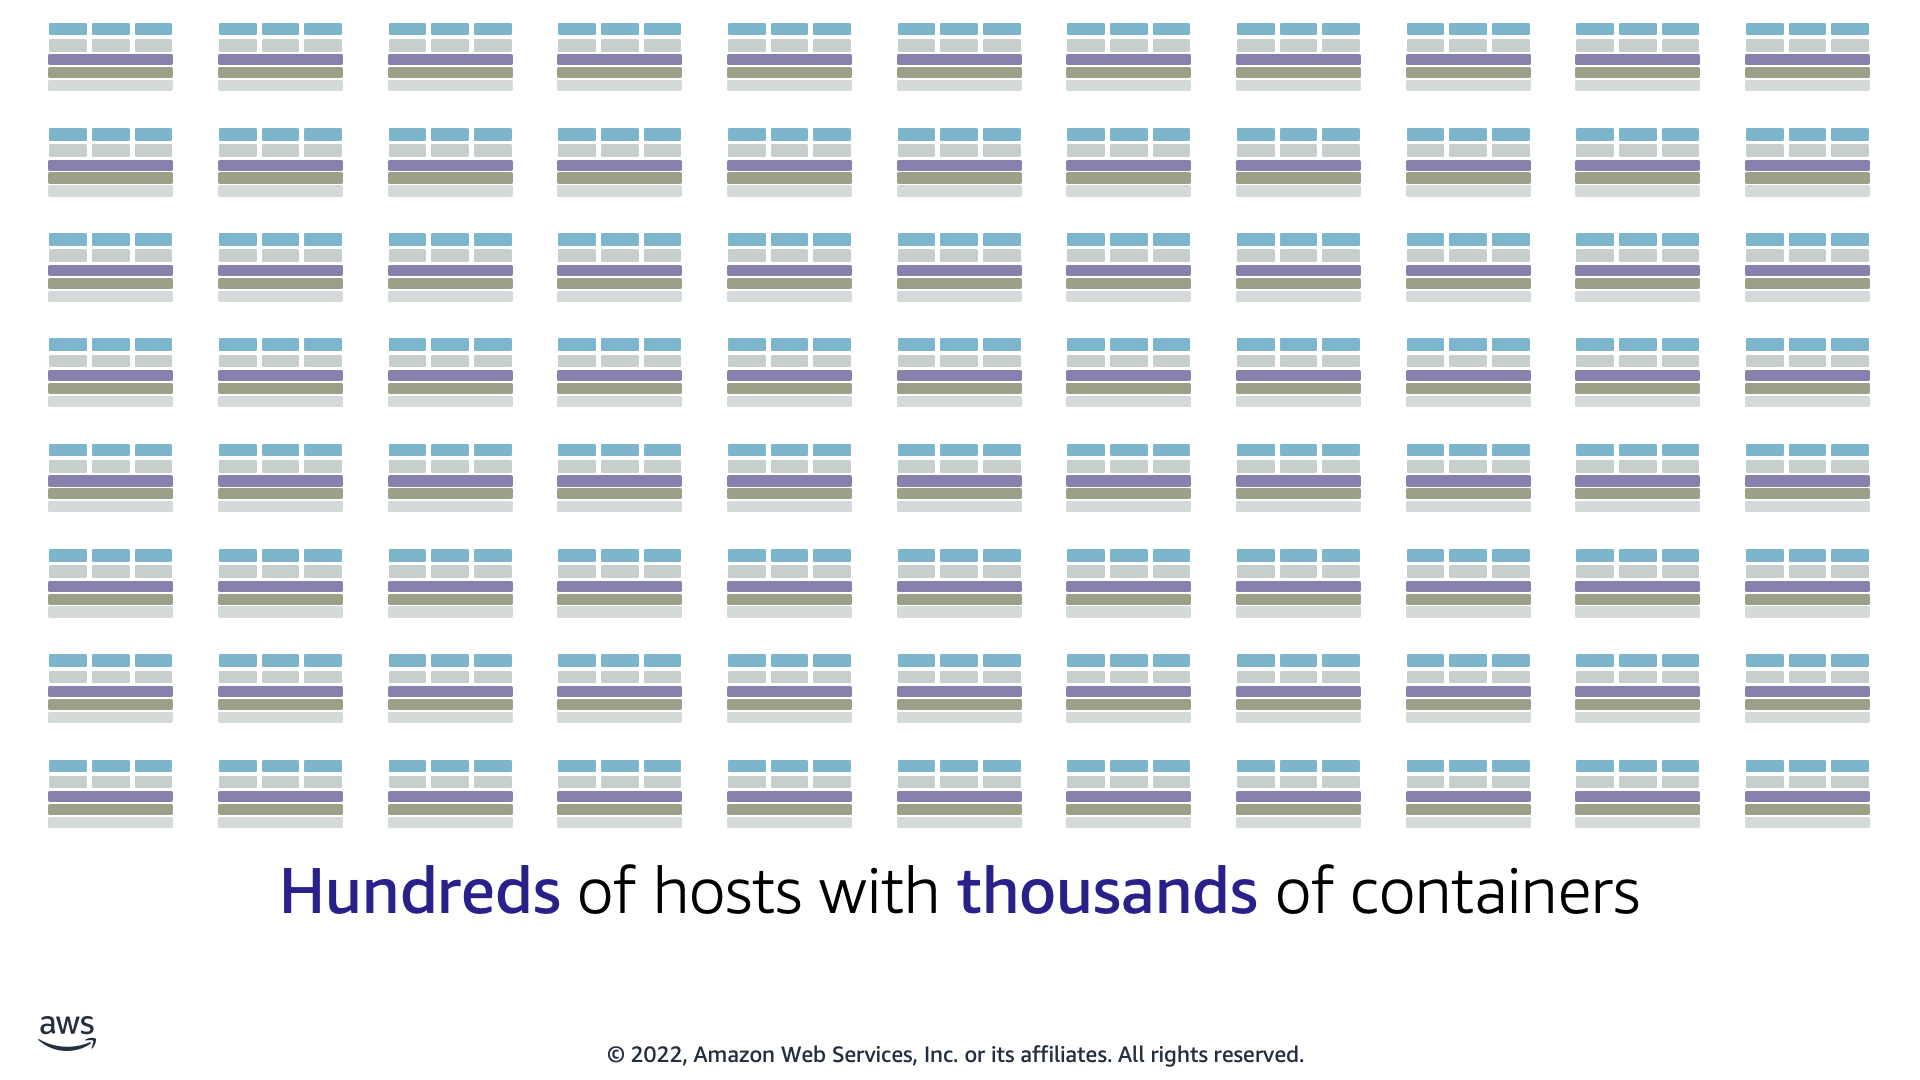 Hundreds of hosts with thousands of containers
aws
© 2022, Amazon Web Services, Inc. or its affiliates. All rights reserved.